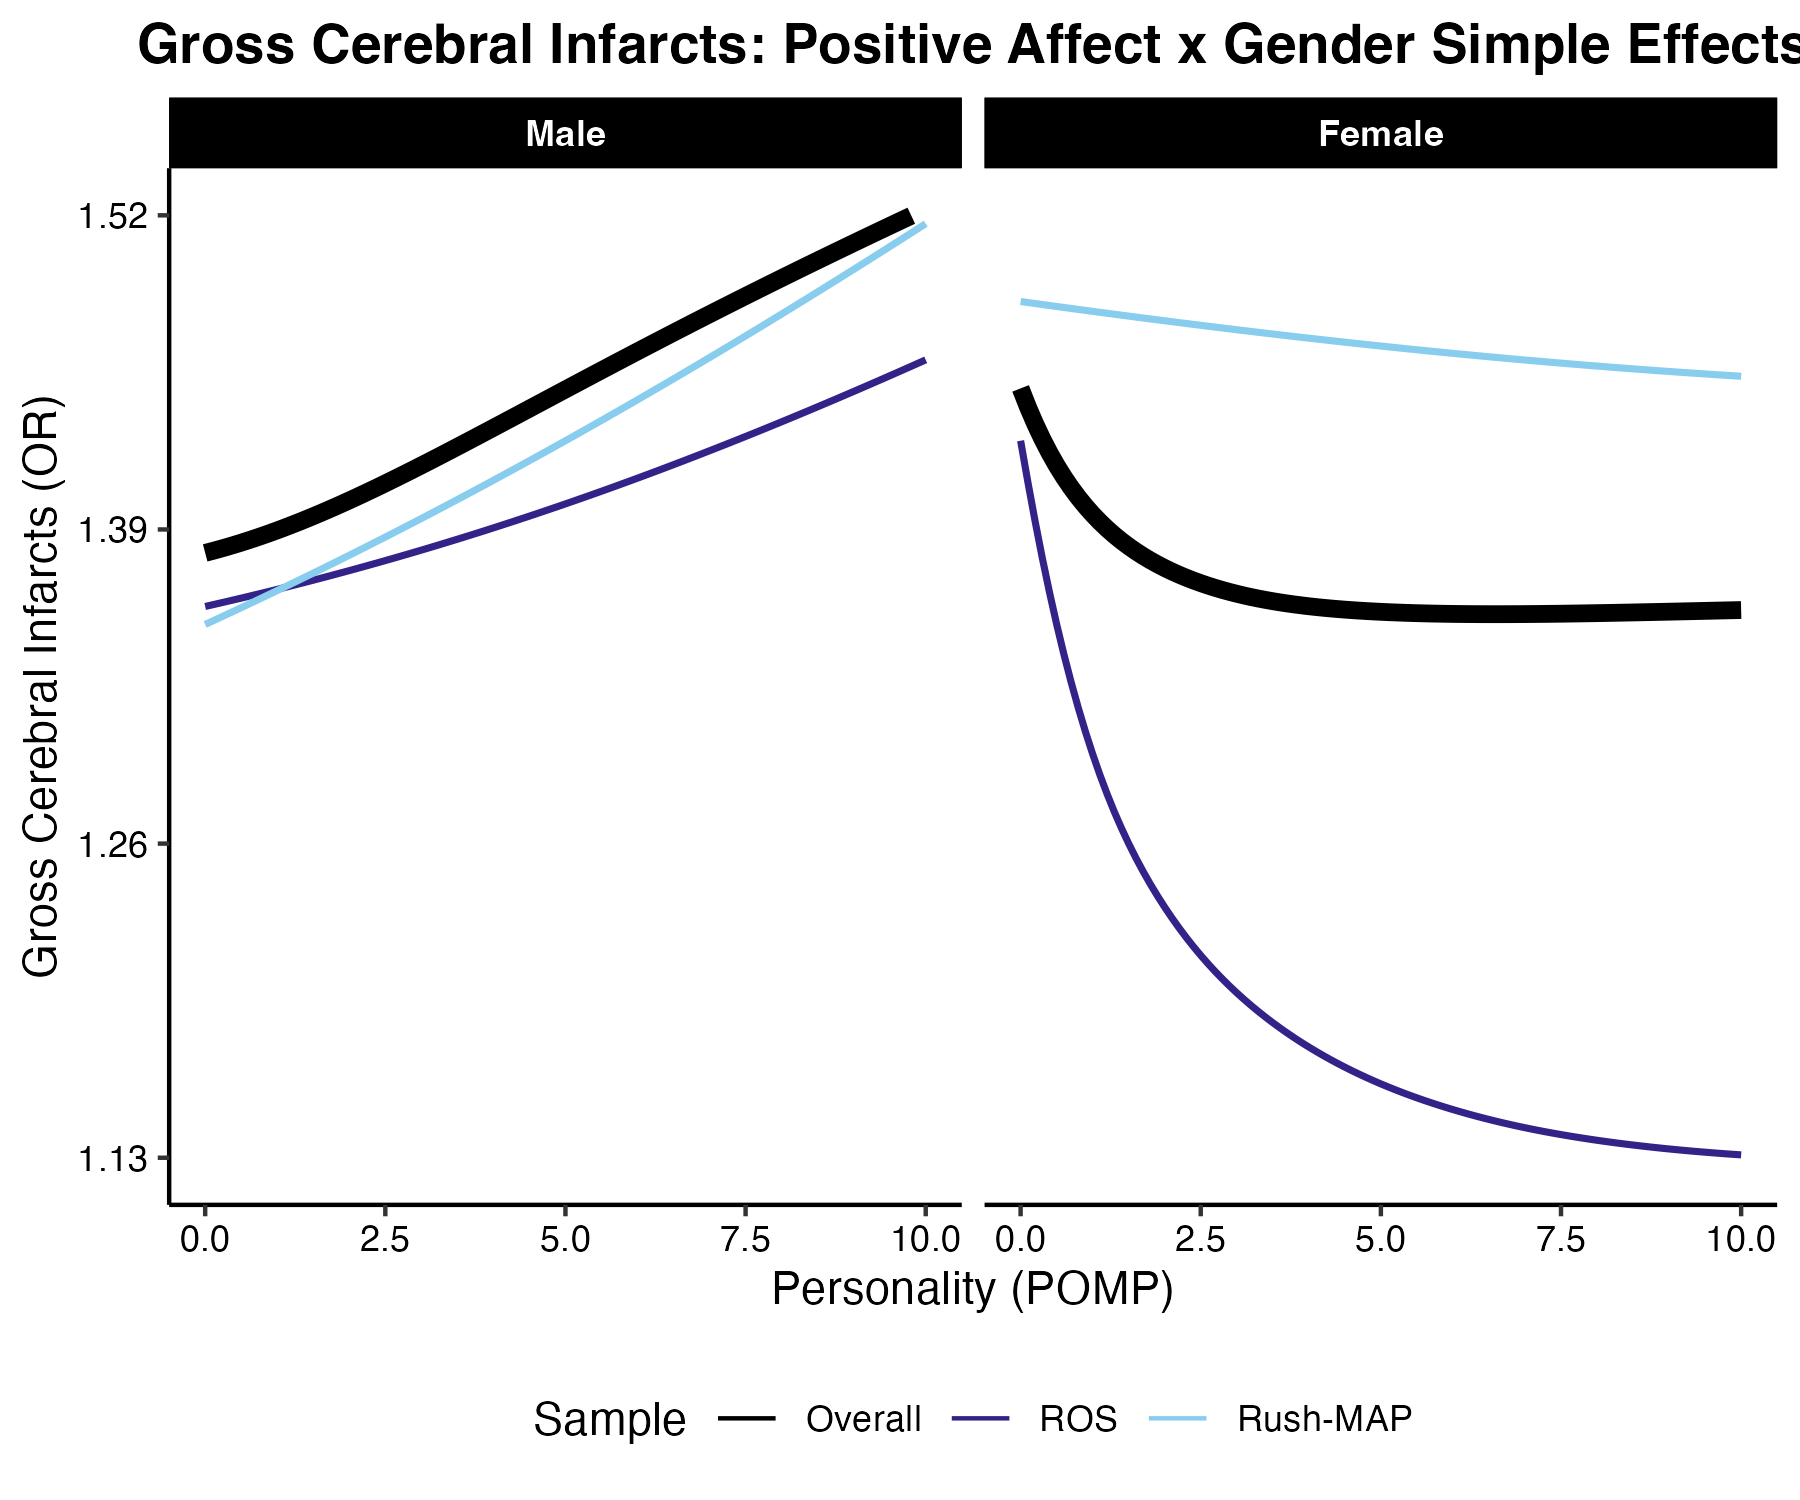 Gross Cerebral Infarcts: Positive Affect x Gender Simple Effects
Male
Female
Gross Cerebral Infarcts (OR)
1.52
1.39
1.26
1.13
0.0 2.5 5.0 7.5 10.0
0.0 2.5 5.0 7.5 10.0
Personality (POMP)
Sample Overall ROS Rush-MAP